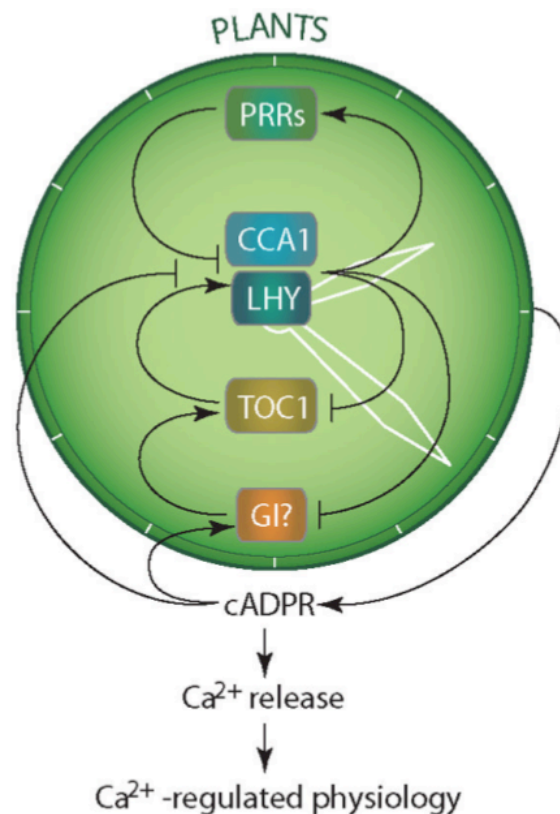 PLANTS
PRRs
CCA1
LHY
TOC1
GI?
cADPR
Ca²⁺ release
Ca²⁺ -regulated physiology